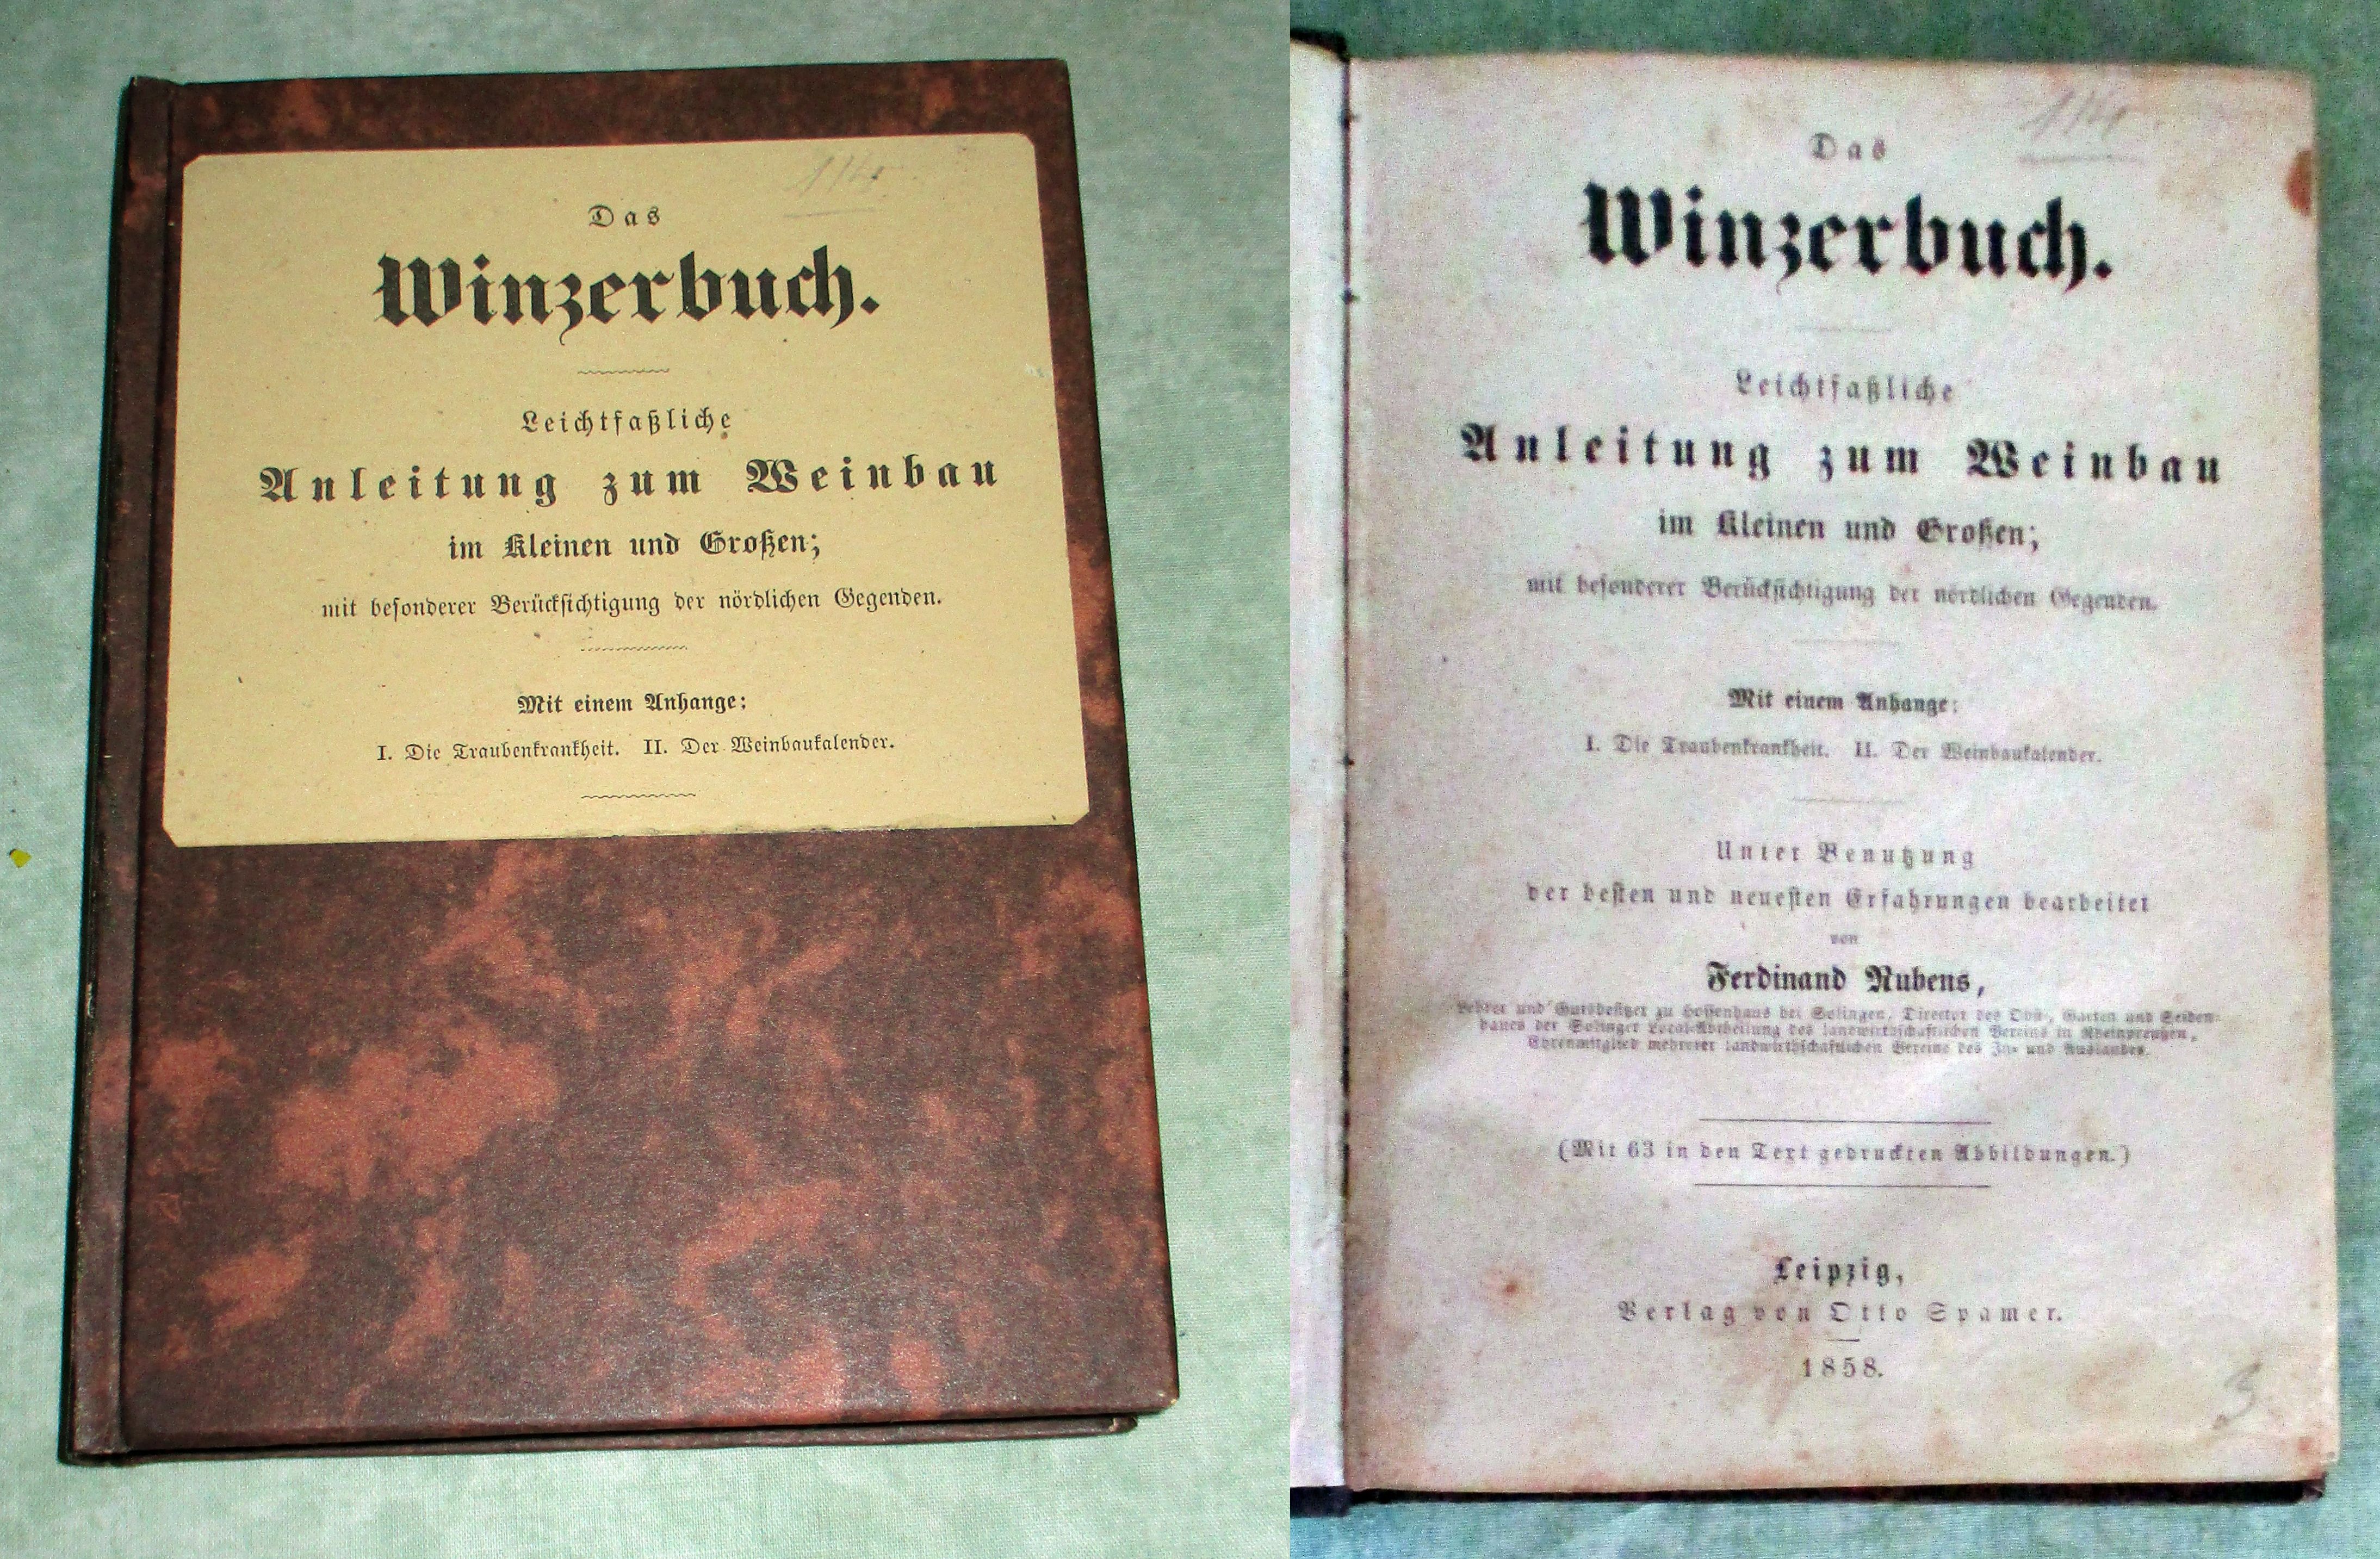 Das
Winzerbuch.
Leichtfaßliche
Anleitung zum Weinbau
im Kleinen und Großen;
mit besonderer Berücksichtigung der nördlichen Gegenden.
Mit einem Anhange:
I. Die Traubenkrankheit. II. Der Weinbaukalender.
Das
Winzerbuch.
Leichtfaßliche
Anleitung zum Weinbau
im Kleinen und Großen;
mit besonderer Berücksichtigung der nördlichen Gegenden.
Mit einem Anhange:
I. Die Traubenkrankheit. II. Der Weinbaukalender.
Unter Benutzung
der besten und neuesten Erfahrungen bearbeitet
von
Ferdinand Rubens,
Lehrer und Gutsbesitzer zu Hossenhaus bei Solingen, Director des Obst-, Garten und Seiden-
baues der Solinger Local-Abtheilung des landwirthschaftlichen Vereins in Rheinpreußen,
Ehrenmitglied mehrerer landwirthschaftlichen Vereine des In- und Auslandes.
(Mit 63 in den Text gedruckten Abbildungen.)
Leipzig,
Verlag von Otto Spamer.
1858.
3